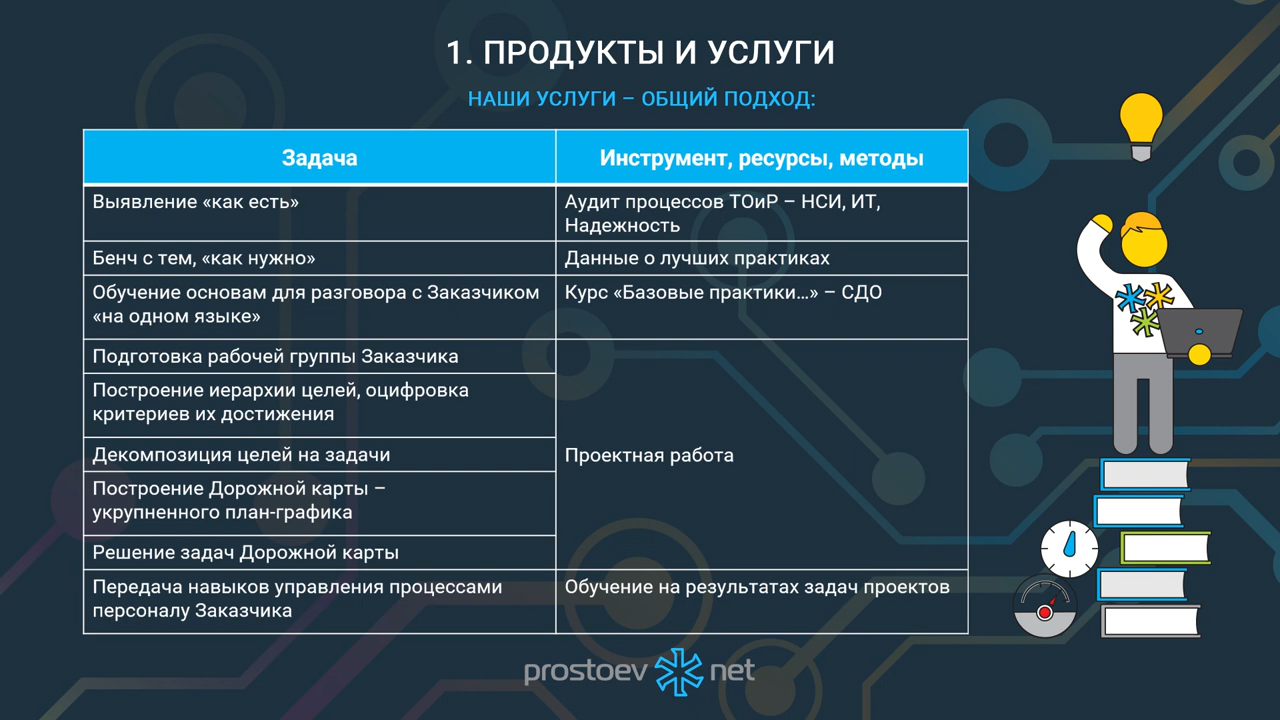 1. ПРОДУКТЫ И УСЛУГИ
НАШИ УСЛУГИ – ОБЩИЙ ПОДХОД:
Задача
Инструмент, ресурсы, методы
Выявление «как есть»
Аудит процессов ТОиР – НСИ, ИТ,
Надежность
Бенч с тем, «как нужно»
Данные о лучших практиках
Обучение основам для разговора с Заказчиком
«на одном языке»
Курс «Базовые практики…» – СДО
Подготовка рабочей группы Заказчика
Построение иерархии целей, оцифровка
критериев их достижения
Декомпозиция целей на задачи
Проектная работа
Построение Дорожной карты –
укрупненного план-графика
Решение задач Дорожной карты
Передача навыков управления процессами
персоналу Заказчика
Обучение на результатах задач проектов
prostoev net